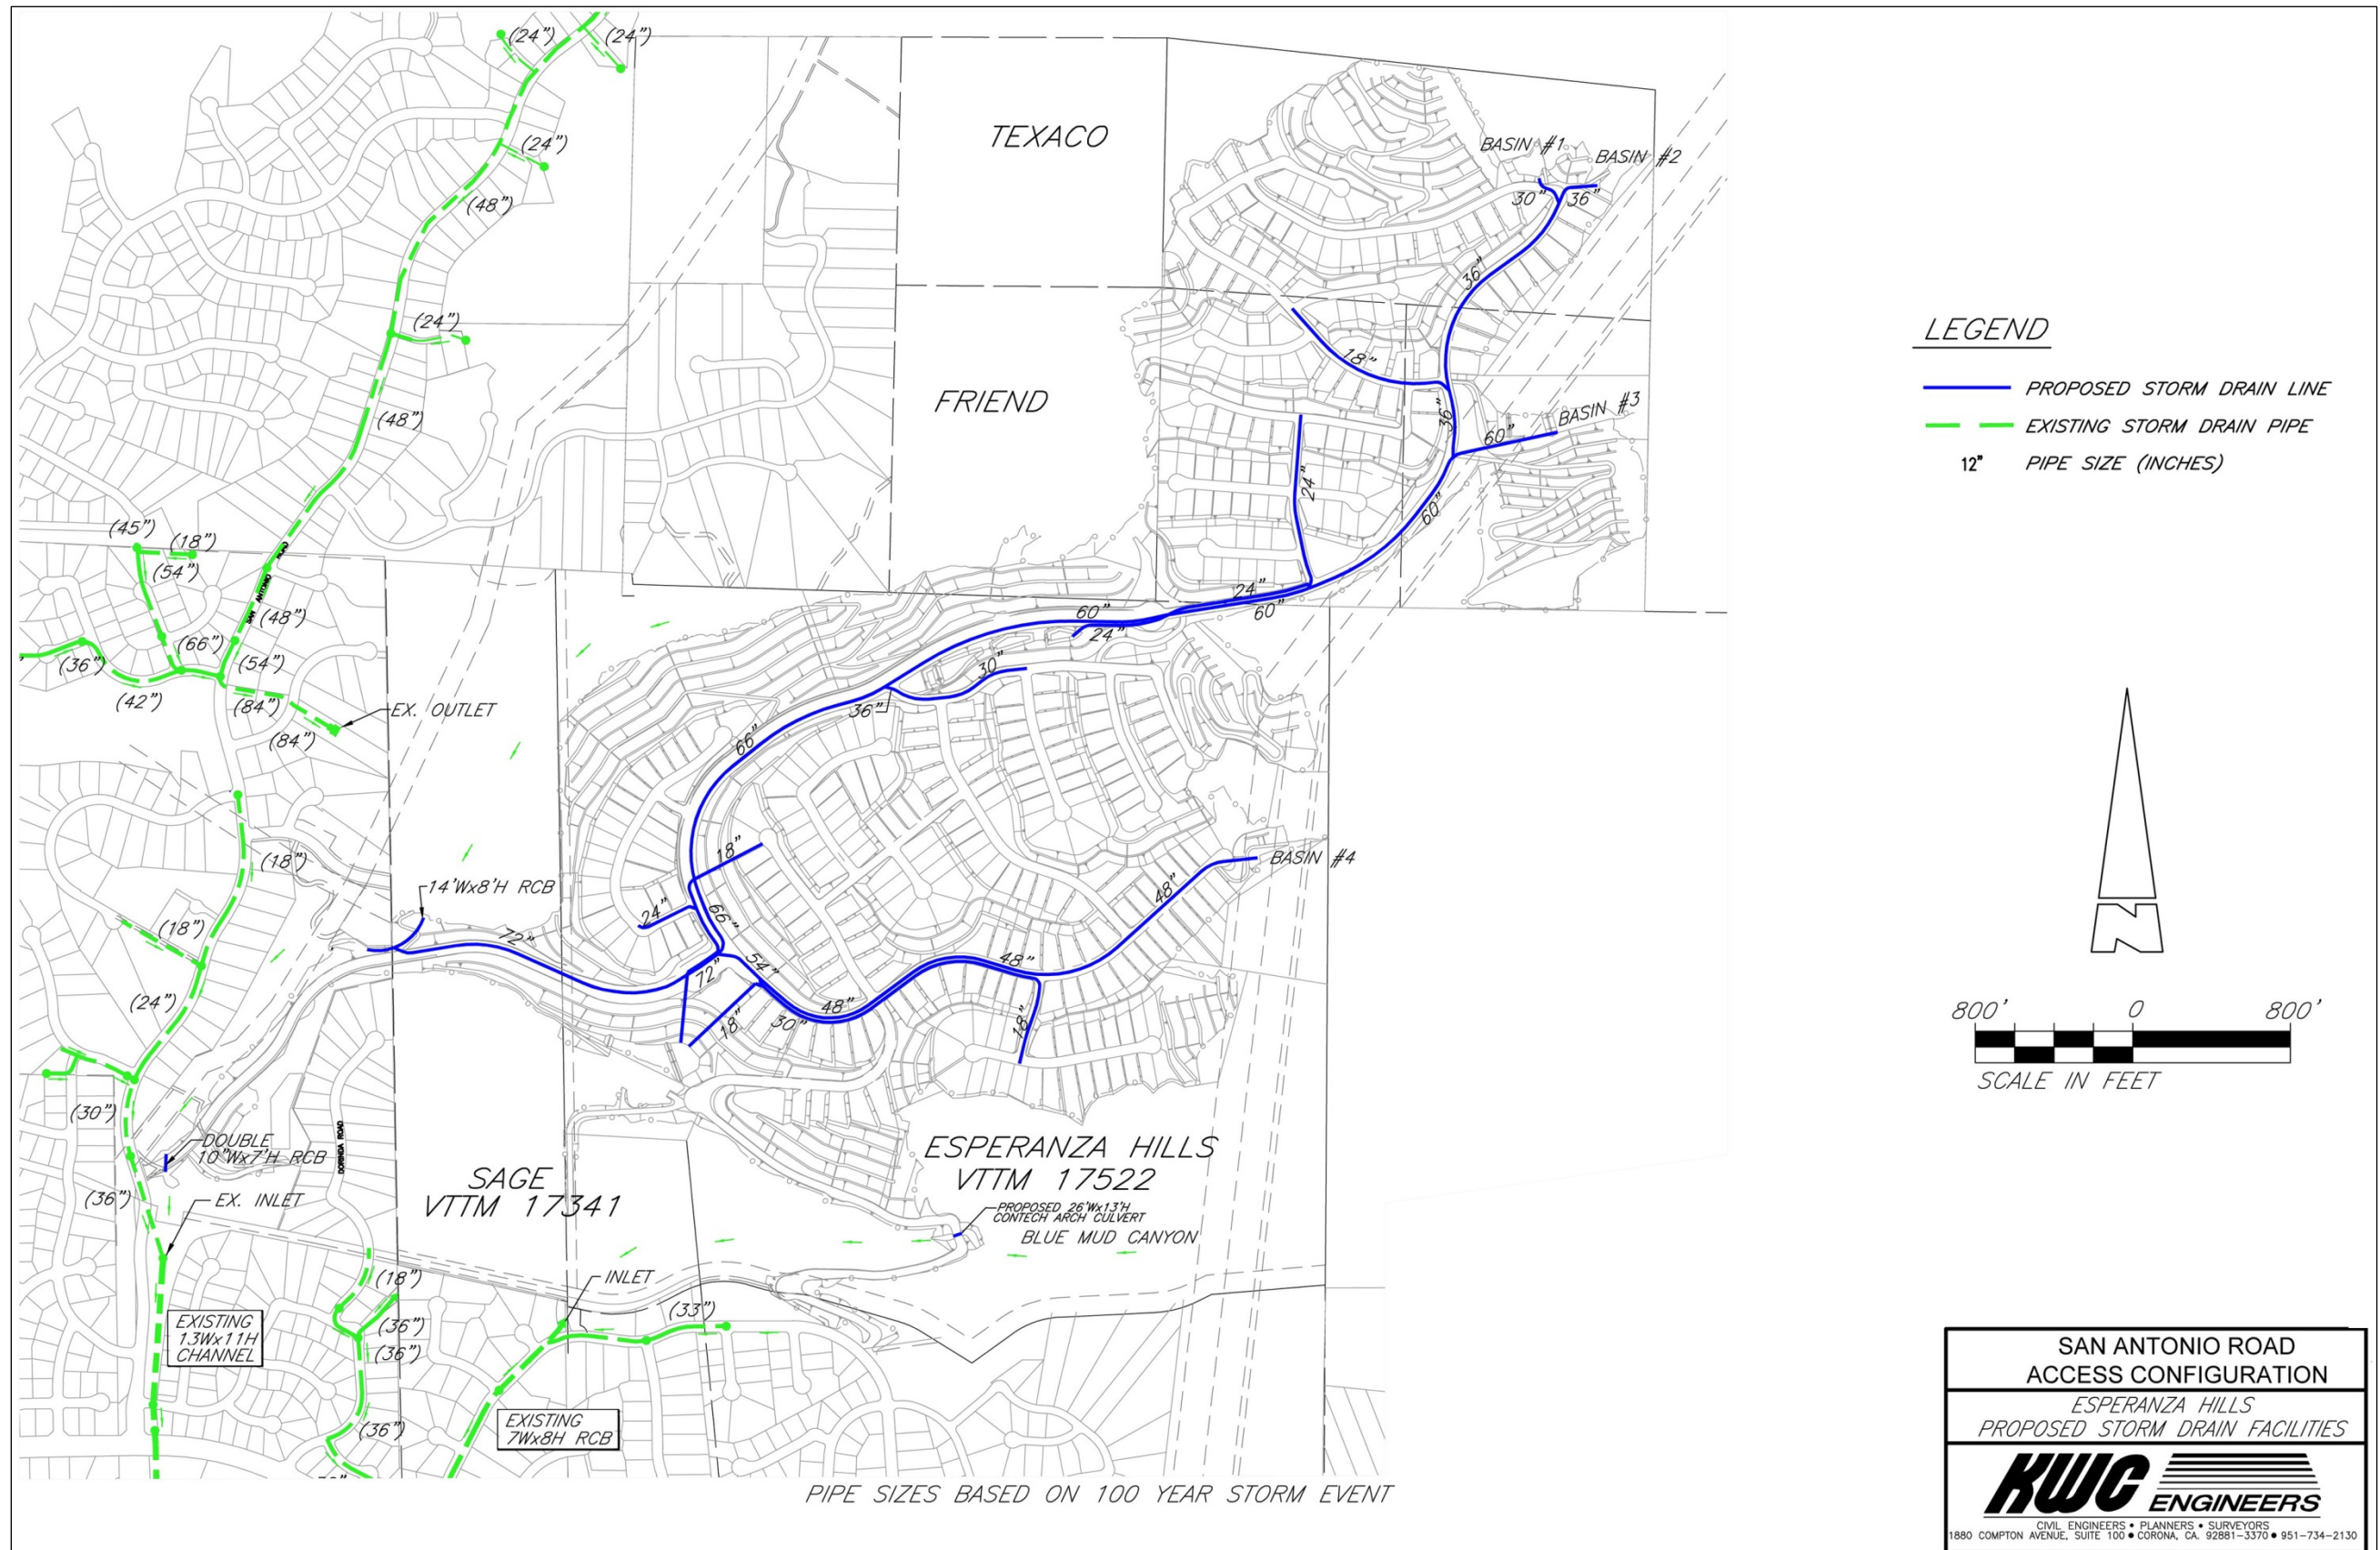 (24")
(24")
TEXACO
(24")
BASIN #1
BASIN #2
(48")
30"
36"
36"
(24")
LEGEND
18"
PROPOSED STORM DRAIN LINE
FRIEND
BASIN #3
36"
(48")
EXISTING STORM DRAIN PIPE
60"
12" PIPE SIZE (INCHES)
24"
60"
(45")
(18")
(54")
SAN ANTONIO ROAD
(48")
24"
60"
60"
24"
(66")
(36")
(54")
30"
(42")
(84")
EX. OUTLET
36"
(84")
66"
18"
(18")
BASIN #4
14'Wx8'H RCB
48"
24"
66"
(18")
72"
54"
48"
72"
(24")
48"
800' 0 800'
18"
30"
18"
SCALE IN FEET
(30")
DOUBLE
10"Wx7'H RCB
DORINDA ROAD
ESPERANZA HILLS
VTTM 17522
SAGE
VTTM 17341
(36")
EX. INLET
PROPOSED 26'Wx13'H
CONTECH ARCH CULVERT
BLUE MUD CANYON
(18")
INLET
(33")
EXISTING
13Wx11H
CHANNEL
(36")
(36")
(36")
EXISTING
7Wx8H RCB
SAN ANTONIO ROAD
ACCESS CONFIGURATION
ESPERANZA HILLS
PROPOSED STORM DRAIN FACILITIES
KWC
ENGINEERS
CIVIL ENGINEERS • PLANNERS • SURVEYORS
1880 COMPTON AVENUE, SUITE 100 • CORONA, CA. 92881-3370 • 951-734-2130
PIPE SIZES BASED ON 100 YEAR STORM EVENT